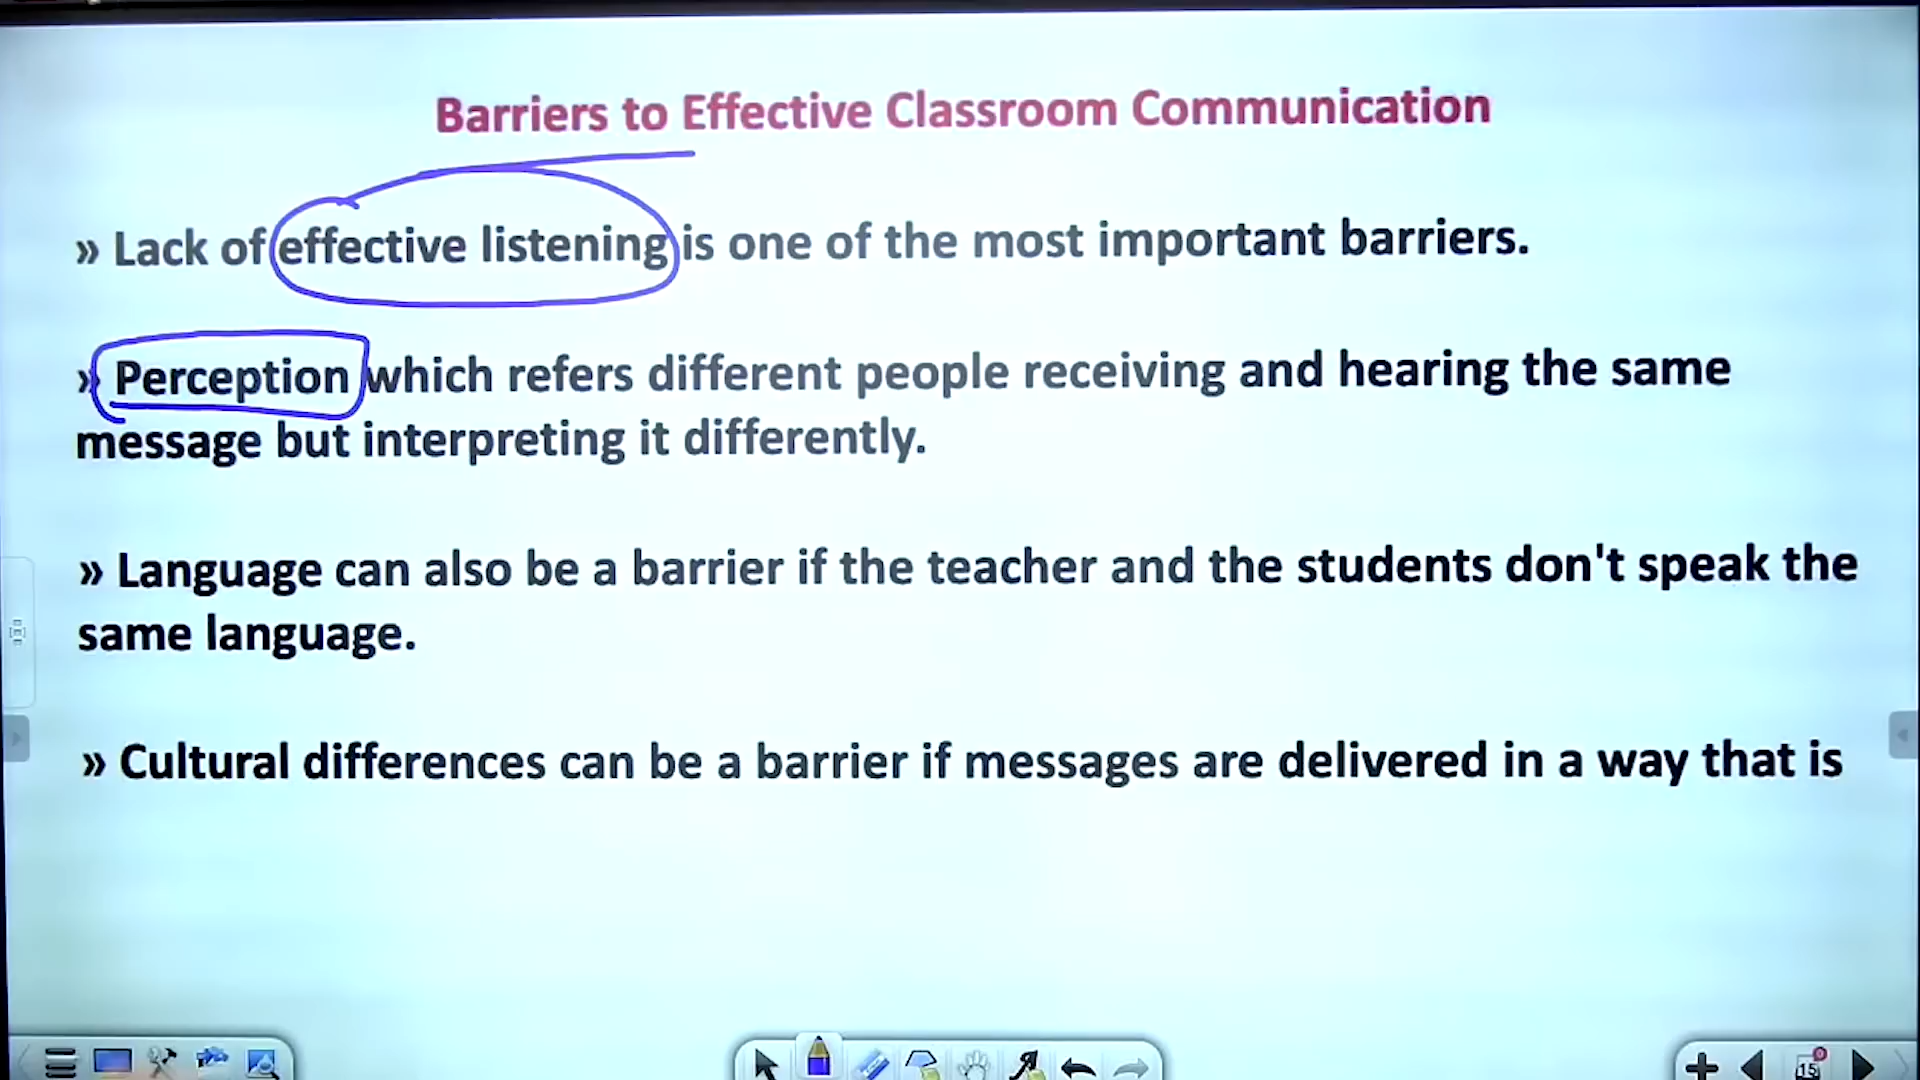 Barriers to Effective Classroom Communication
» Lack of effective listening is one of the most important barriers.
» Perception which refers different people receiving and hearing the same
message but interpreting it differently.
» Language can also be a barrier if the teacher and the students don't speak the
same language.
» Cultural differences can be a barrier if messages are delivered in a way that is
15